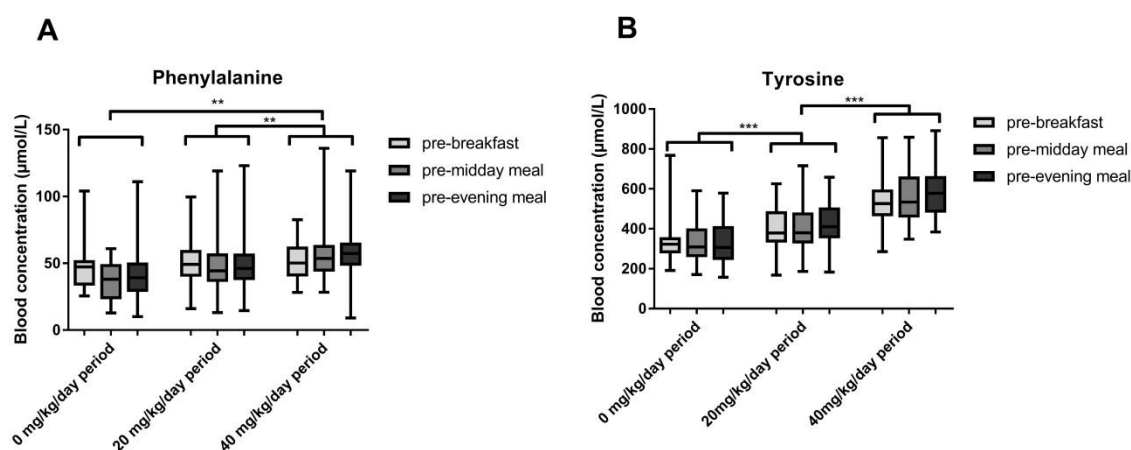 A
Phenylalanine
**
**
Blood concentration (µmol/L)
150
100
50
0
0 mg/kg/day period
20 mg/kg/day period
40 mg/kg/day period
pre-breakfast
pre-midday meal
pre-evening meal
B
Tyrosine
***
***
Blood concentration (µmol/L)
1000
800
600
400
200
0
0 mg/kg/day period
20mg/kg/day period
40mg/kg/day period
pre-breakfast
pre-midday meal
pre-evening meal